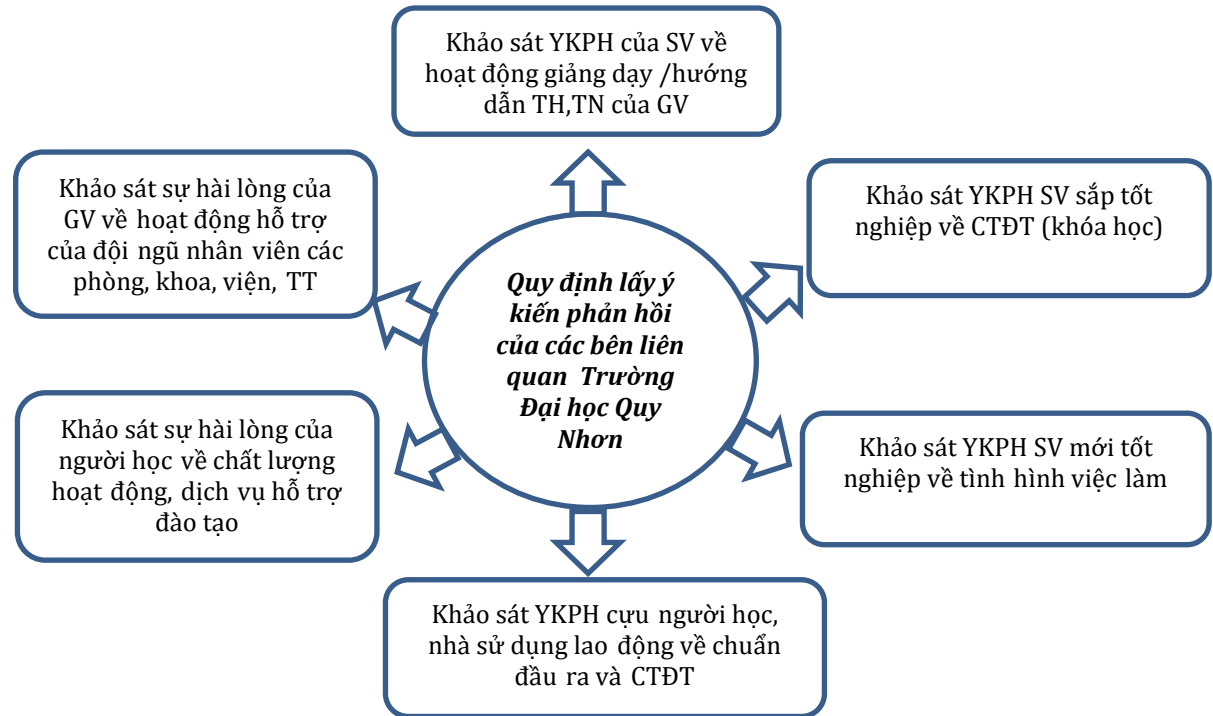 Khảo sát YKPH của SV về
hoạt động giảng dạy /hướng
dẫn TH,TN của GV
Khảo sát sự hài lòng của
GV về hoạt động hỗ trợ
của đội ngũ nhân viên các
phòng, khoa, viện, TT
Khảo sát YKPH SV sắp tốt
nghiệp về CTĐT (khóa học)
Quy định lấy ý
kiến phản hồi
của các bên liên
quan Trường
Đại học Quy
Nhơn
Khảo sát sự hài lòng của
người học về chất lượng
hoạt động, dịch vụ hỗ trợ
đào tạo
Khảo sát YKPH SV mới tốt
nghiệp về tình hình việc làm
Khảo sát YKPH cựu người học,
nhà sử dụng lao động về chuẩn
đầu ra và CTĐT